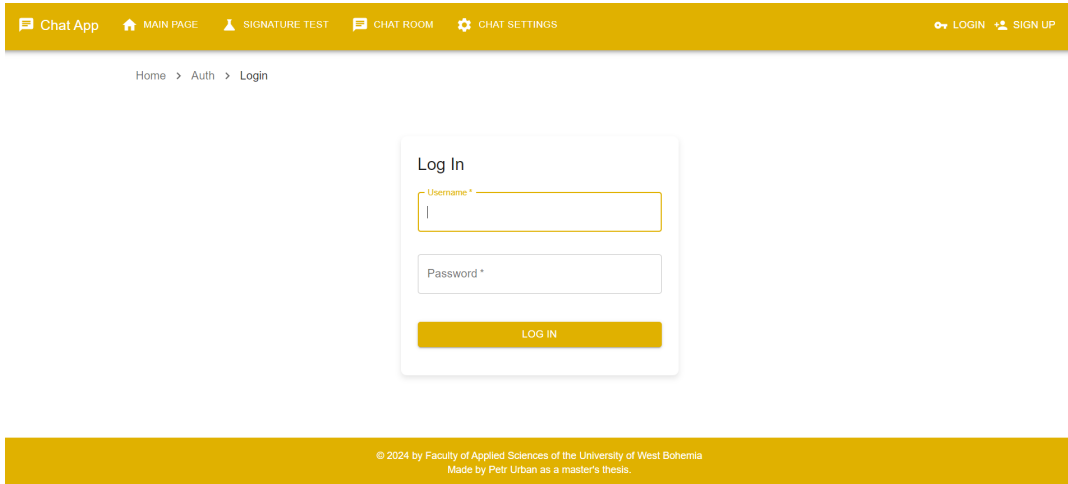 Chat App MAIN PAGE SIGNATURE TEST CHAT ROOM CHAT SETTINGS LOGIN SIGN UP
Home > Auth > Login
Log In
Username *
Password *
LOG IN
© 2024 by Faculty of Applied Sciences of the University of West Bohemia
Made by Petr Urban as a master's thesis.